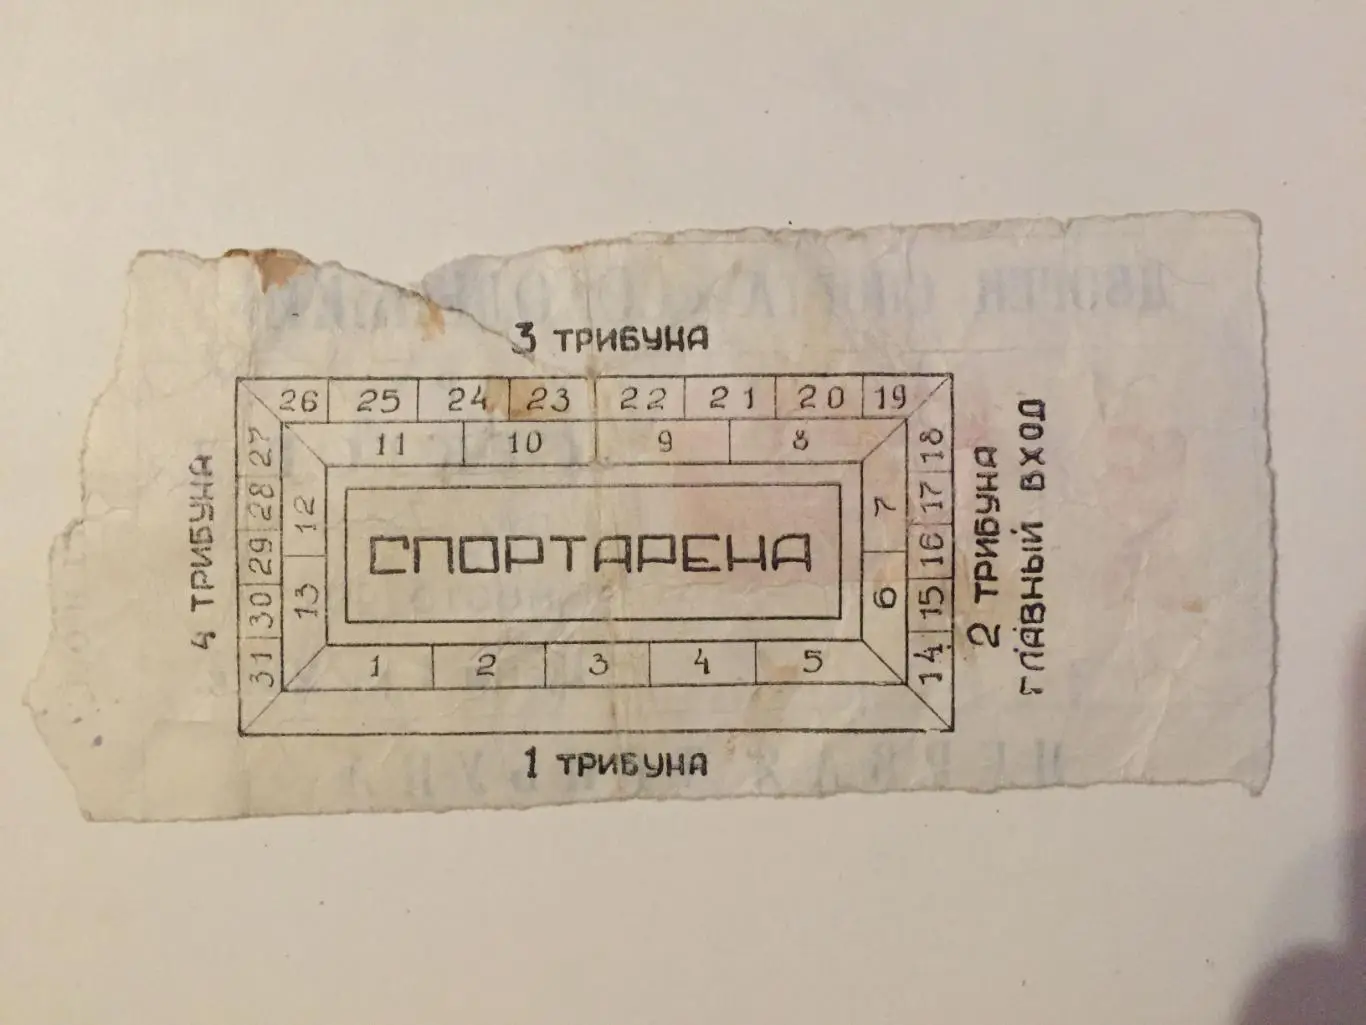 3 ТРИБУНА
26 25 24 23 22 21 20 19
11 10 9 8
4 ТРИБУНА
27 28 29 30 31
12 13
СПОРТАРЕНА
7 6
18 17 16 15 14
2 ТРИБУНА
ГЛАВНЫЙ ВХОД
1 2 3 4 5
1 ТРИБУНА